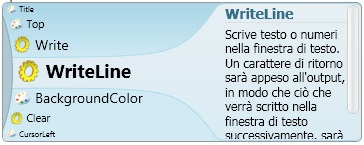 Title
Top
Write
WriteLine
BackgroundColor
Clear
CursorLeft
WriteLine
Scrive testo o numeri
nella finestra di testo.
Un carattere di ritorno
sarà appeso all'output,
in modo che ciò che
verrà scritto nella
finestra di testo
successivamente, sarà